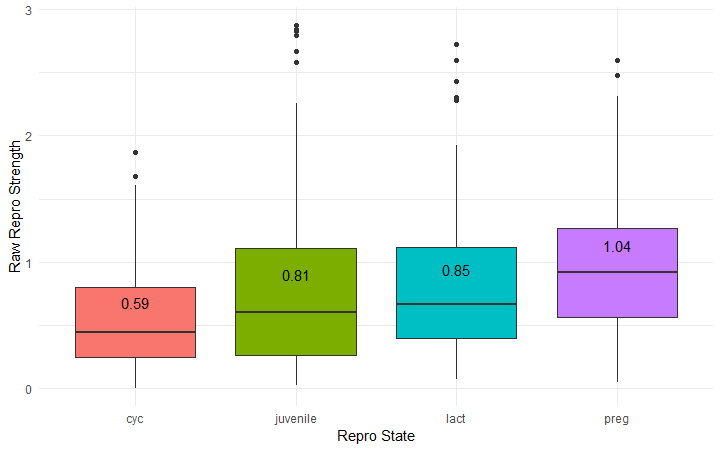 3
2
1
0
Raw Repro Strength
0.59
0.81
0.85
1.04
cyc
juvenile
lact
preg
Repro State